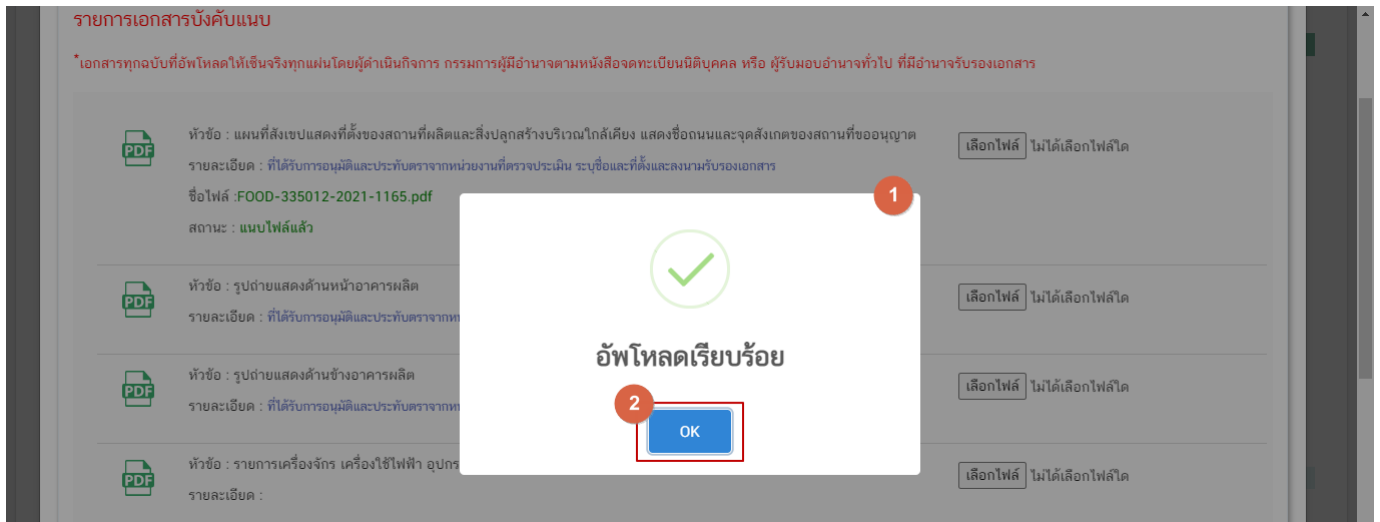 รายการเอกสารบังคับแนบ
*เอกสารทุกฉบับที่อัพโหลดให้เซ็นจริงทุกแผ่นโดยผู้ดำเนินกิจการ กรรมการผู้มีอำนาจตามหนังสือจดทะเบียนนิติบุคคล หรือ ผู้รับมอบอำนาจทั่วไป ที่มีอำนาจรับรองเอกสาร
PDF
หัวข้อ : แผนที่สังเขปแสดงที่ตั้งของสถานที่ผลิตและสิ่งปลูกสร้างบริเวณใกล้เคียง แสดงชื่อถนนและจุดสังเกตของสถานที่ขออนุญาต
เลือกไฟล์ ไม่ได้เลือกไฟล์ใด
รายละเอียด : ที่ได้รับการอนุมัติและประทับตราจากหน่วยงานที่ตรวจประเมิน ระบุชื่อและที่ตั้งและลงนามรับรองเอกสาร
ชื่อไฟล์ :FOOD-335012-2021-1165.pdf
สถานะ : แนบไฟล์แล้ว
1
PDF
หัวข้อ : รูปถ่ายแสดงด้านหน้าอาคารผลิต
เลือกไฟล์ ไม่ได้เลือกไฟล์ใด
รายละเอียด : ที่ได้รับการอนุมัติและประทับตราจากห
อัพโหลดเรียบร้อย
PDF
หัวข้อ : รูปถ่ายแสดงด้านข้างอาคารผลิต
เลือกไฟล์ ไม่ได้เลือกไฟล์ใด
รายละเอียด : ที่ได้รับการอนุมัติและประทับตราจากห
2
OK
PDF
หัวข้อ : รายการเครื่องจักร เครื่องใช้ไฟฟ้า อุปกร
เลือกไฟล์ ไม่ได้เลือกไฟล์ใด
รายละเอียด :